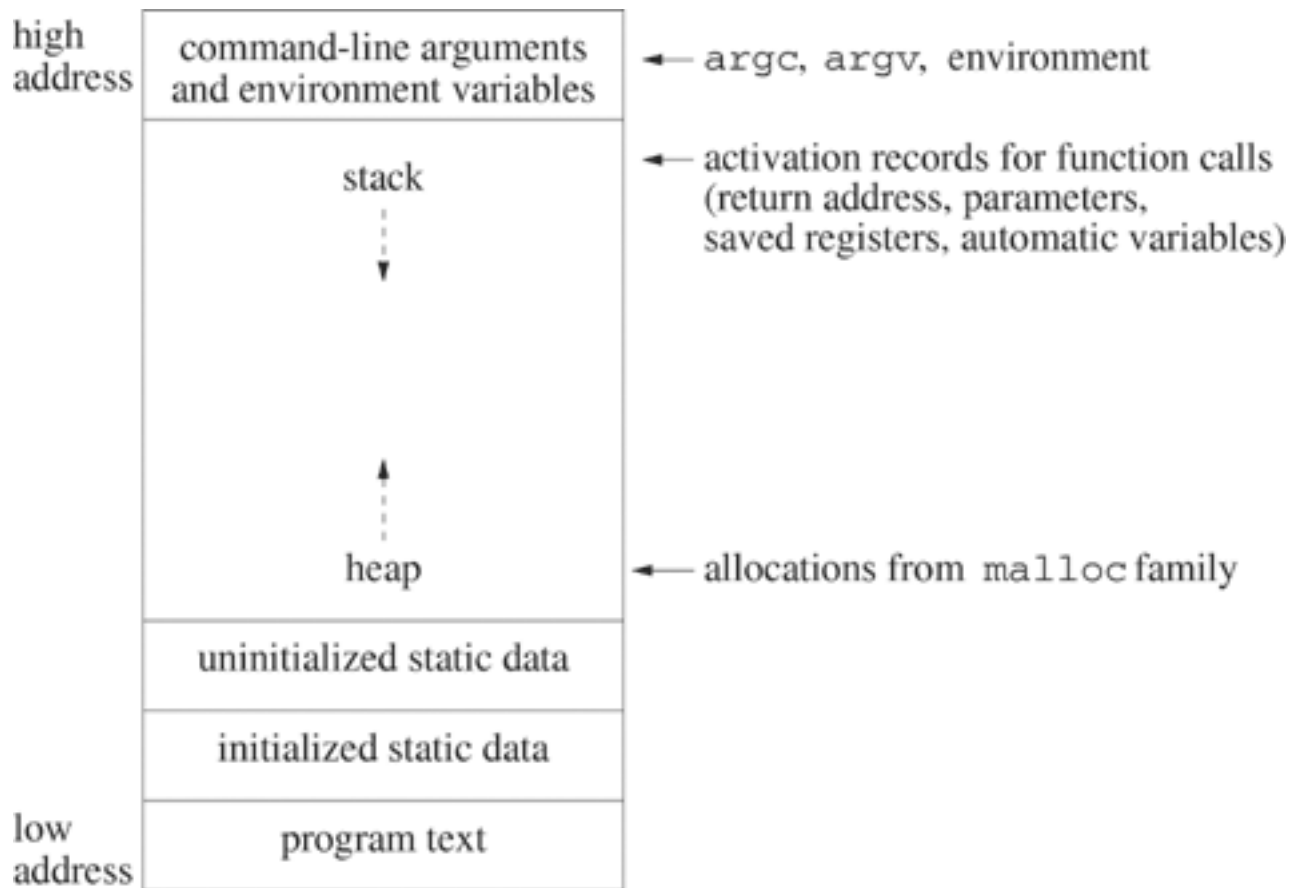 high
address
command-line arguments
and environment variables
argc, argv, environment
stack
activation records for function calls
(return address, parameters,
saved registers, automatic variables)
heap
allocations from malloc family
uninitialized static data
initialized static data
low
address
program text